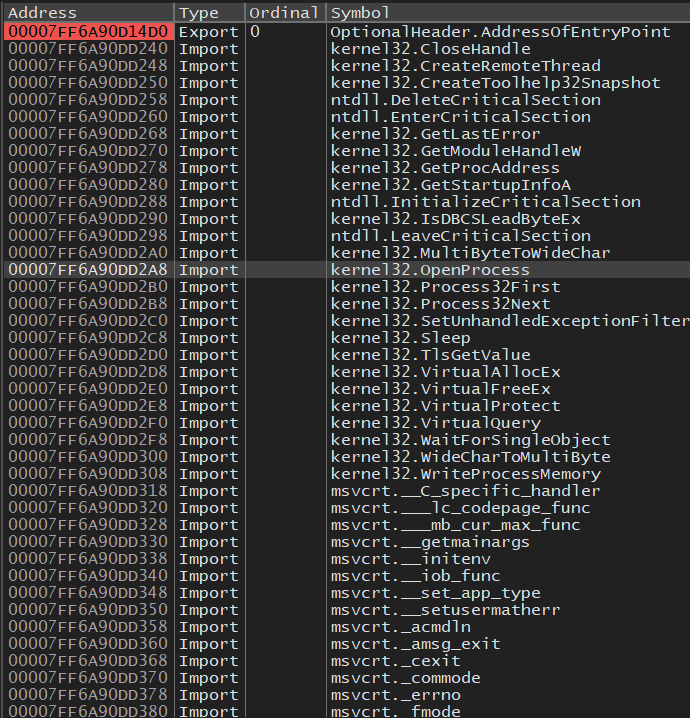 Address Type Ordinal Symbol
00007FF6A90D14D0 Export 0 OptionalHeader.AddressOfEntryPoint
00007FF6A90DD240 Import kernel32.CloseHandle
00007FF6A90DD248 Import kernel32.CreateRemoteThread
00007FF6A90DD250 Import kernel32.CreateToolhelp32Snapshot
00007FF6A90DD258 Import ntdll.DeleteCriticalSection
00007FF6A90DD260 Import ntdll.EnterCriticalSection
00007FF6A90DD268 Import kernel32.GetLastError
00007FF6A90DD270 Import kernel32.GetModuleHandleW
00007FF6A90DD278 Import kernel32.GetProcAddress
00007FF6A90DD280 Import kernel32.GetStartupInfoA
00007FF6A90DD288 Import ntdll.InitializeCriticalSection
00007FF6A90DD290 Import kernel32.IsDBCSLeadByteEx
00007FF6A90DD298 Import ntdll.LeaveCriticalSection
00007FF6A90DD2A0 Import kernel32.MultiByteToWideChar
00007FF6A90DD2A8 Import kernel32.OpenProcess
00007FF6A90DD2B0 Import kernel32.Process32First
00007FF6A90DD2B8 Import kernel32.Process32Next
00007FF6A90DD2C0 Import kernel32.SetUnhandledExceptionFilter
00007FF6A90DD2C8 Import kernel32.Sleep
00007FF6A90DD2D0 Import kernel32.TlsGetValue
00007FF6A90DD2D8 Import kernel32.VirtualAllocEx
00007FF6A90DD2E0 Import kernel32.VirtualFreeEx
00007FF6A90DD2E8 Import kernel32.VirtualProtect
00007FF6A90DD2F0 Import kernel32.VirtualQuery
00007FF6A90DD2F8 Import kernel32.WaitForSingleObject
00007FF6A90DD300 Import kernel32.WideCharToMultiByte
00007FF6A90DD308 Import kernel32.WriteProcessMemory
00007FF6A90DD318 Import msvcrt.__C_specific_handler
00007FF6A90DD320 Import msvcrt.___lc_codepage_func
00007FF6A90DD328 Import msvcrt.___mb_cur_max_func
00007FF6A90DD330 Import msvcrt.__getmainargs
00007FF6A90DD338 Import msvcrt.__initenv
00007FF6A90DD340 Import msvcrt.__iob_func
00007FF6A90DD348 Import msvcrt.__set_app_type
00007FF6A90DD350 Import msvcrt.__setusermatherr
00007FF6A90DD358 Import msvcrt._acmdln
00007FF6A90DD360 Import msvcrt._amsg_exit
00007FF6A90DD368 Import msvcrt._cexit
00007FF6A90DD370 Import msvcrt._commode
00007FF6A90DD378 Import msvcrt._errno
00007FF6A90DD380 Import msvcrt._fmode